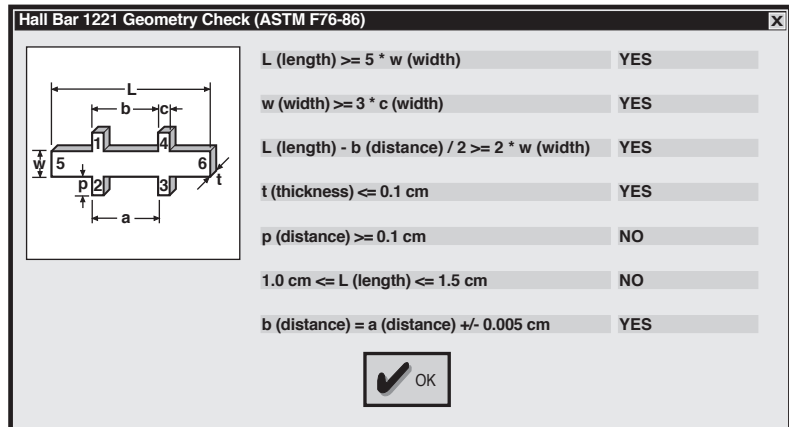 Hall Bar 1221 Geometry Check (ASTM F76-86) X
L
b c
1 4
w 5 6
p 2 3 t
a
L (length) >= 5 * w (width) YES
w (width) >= 3 * c (width) YES
L (length) - b (distance) / 2 >= 2 * w (width) YES
t (thickness) <= 0.1 cm YES
p (distance) >= 0.1 cm NO
1.0 cm <= L (length) <= 1.5 cm NO
b (distance) = a (distance) +/- 0.005 cm YES
OK